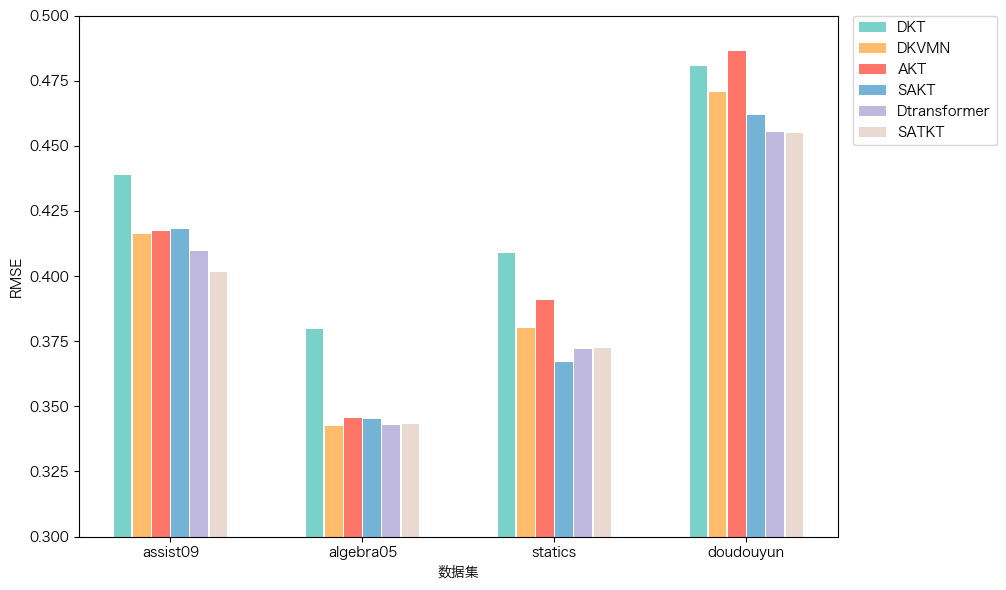 0.500
0.475
0.450
0.425
0.400
0.375
0.350
0.325
0.300
RMSE
assist09
algebra05
statics
doudouyun
数据集
DKT
DKVMN
AKT
SAKT
Dtransformer
SATKT